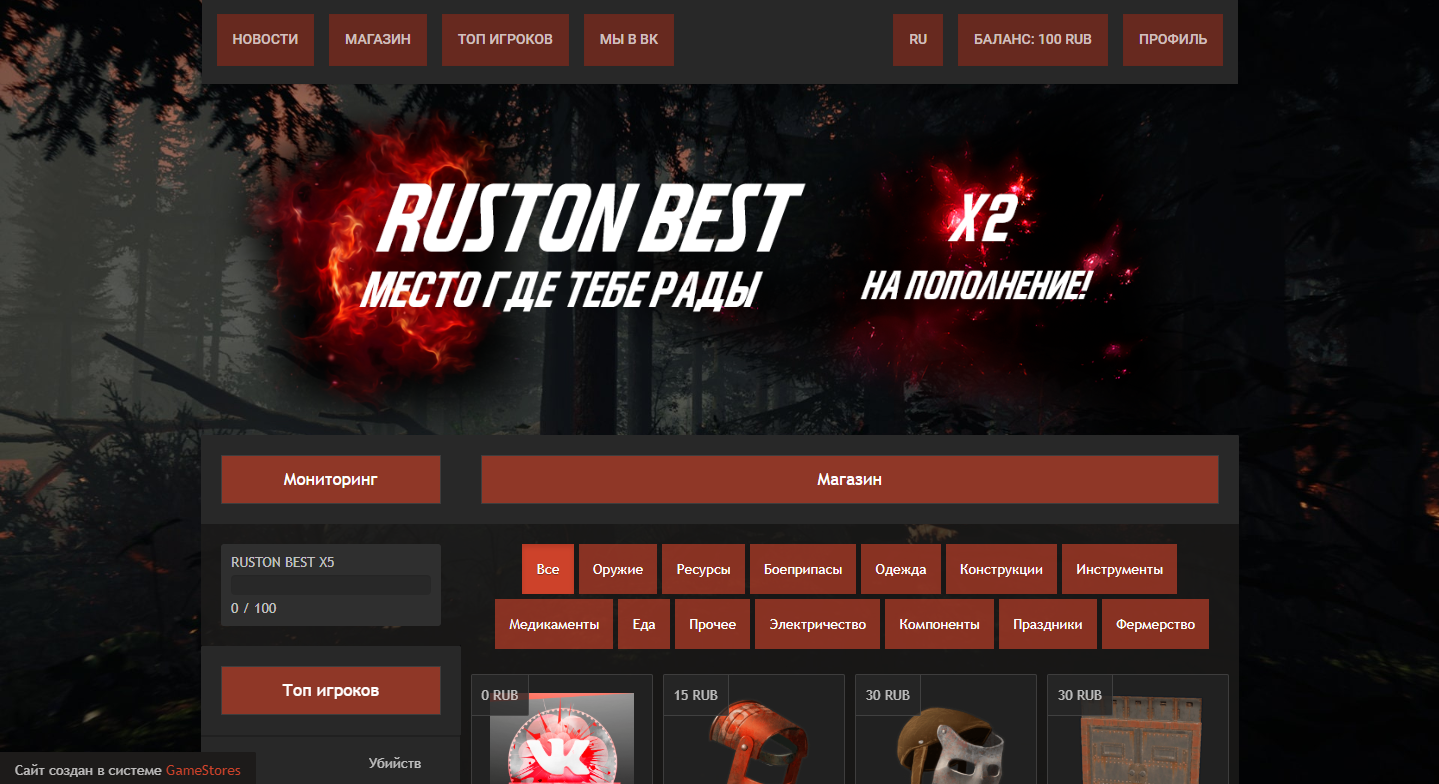 НОВОСТИ МАГАЗИН ТОП ИГРОКОВ МЫ В ВК RU БАЛАНС: 100 RUB ПРОФИЛЬ
RUSTON BEST
МЕСТО ГДЕ ТЕБЕ РАДЫ
X2
НА ПОПОЛНЕНИЕ!
Мониторинг
Магазин
RUSTON BEST X5
0 / 100
Все Оружие Ресурсы Боеприпасы Одежда Конструкции Инструменты
Медикаменты Еда Прочее Электричество Компоненты Праздники Фермерство
Топ игроков
Убийств
0 RUB 15 RUB 30 RUB 30 RUB
Сайт создан в системе GameStores